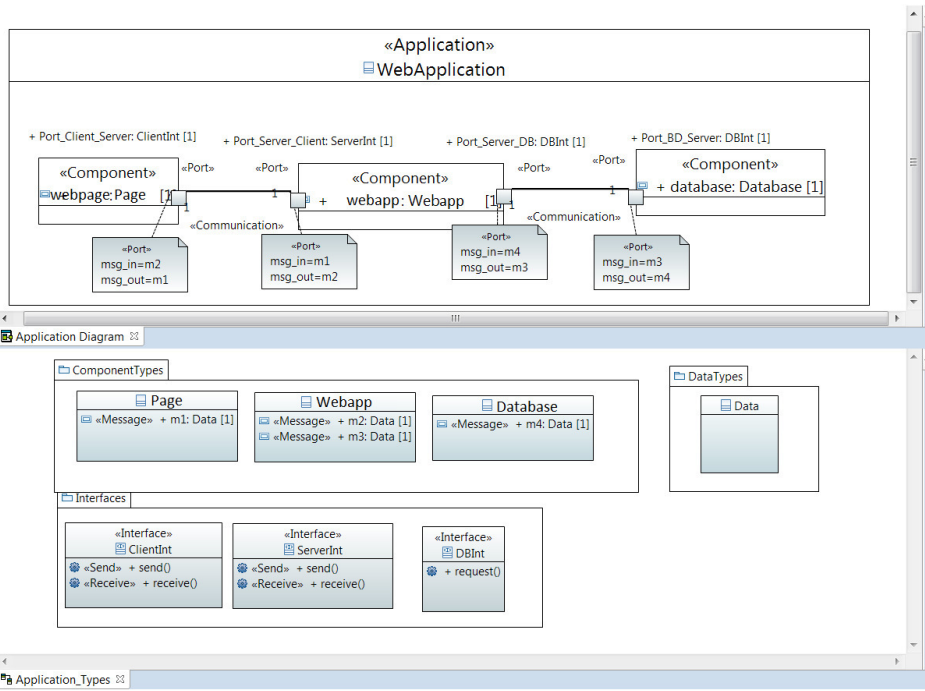 «Application»
WebApplication
+ Port_Client_Server: ClientInt [1]
+ Port_Server_Client: ServerInt [1]
+ Port_Server_DB: DBInt [1]
+ Port_BD_Server: DBInt [1]
«Component»
webpage: Page [1]
«Port»
«Port»
«Component»
+ webapp: Webapp [1]
«Port»
«Port»
«Component»
+ database: Database [1]
1
1
1
1
«Communication»
«Communication»
«Port»
msg_in=m2
msg_out=m1
«Port»
msg_in=m1
msg_out=m2
«Port»
msg_in=m4
msg_out=m3
«Port»
msg_in=m3
msg_out=m4
Application Diagram
ComponentTypes
Page
«Message» + m1: Data [1]
Webapp
«Message» + m2: Data [1]
«Message» + m3: Data [1]
Database
«Message» + m4: Data [1]
DataTypes
Data
Interfaces
«Interface»
ClientInt
«Send» + send()
«Receive» + receive()
«Interface»
ServerInt
«Send» + send()
«Receive» + receive()
«Interface»
DBInt
+ request()
Application_Types